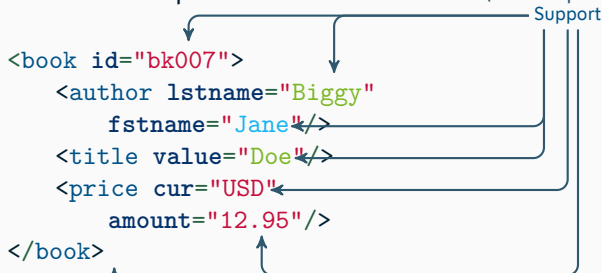 Support
<book id="bk007">
<author lstname="Biggy"
fstname="Jane"/>
<title value="Doe"/>
<price cur="USD"
amount="12.95"/>
</book>